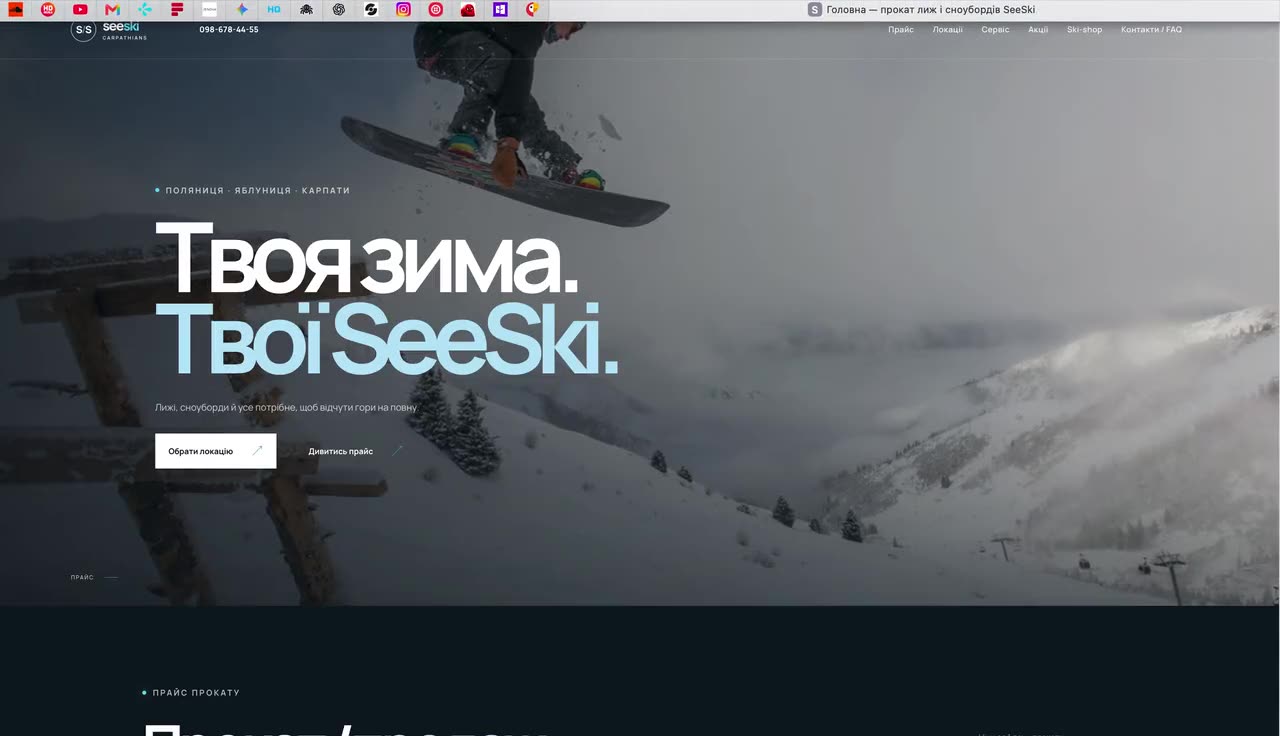 Головна — прокат лиж і сноубордів SeeSki
S/S seeski
CARPATHIANS
098-678-44-55
Прайс Локації Сервіс Акції Ski-shop Контакти / FAQ
ПОЛЯНИЦЯ · ЯБЛУНИЦЯ · КАРПАТИ
Твоя зима.
Твої SeeSki.
Лижі, сноуборди й усе потрібне, щоб відчути гори на повну
Обрати локацію Дивитись прайс
ПРАЙС
ПРАЙС ПРОКАТУ